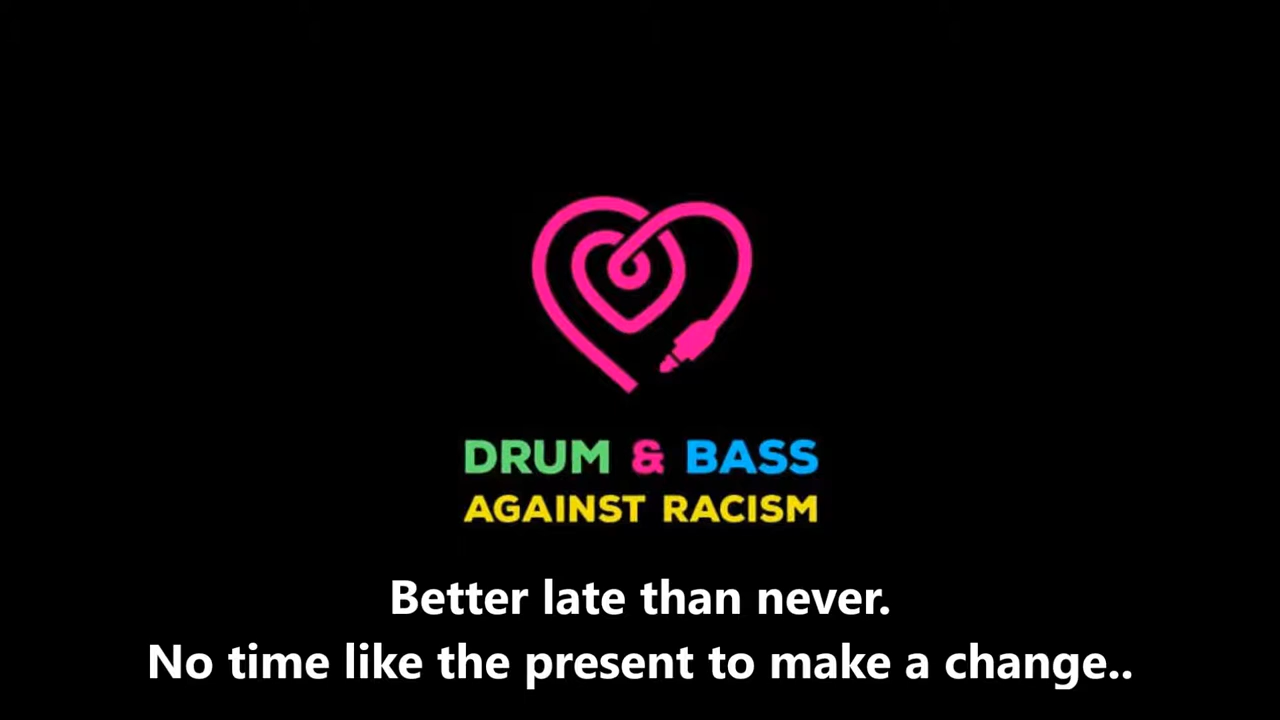 DRUM & BASS
AGAINST RACISM
Better late than never.
No time like the present to make a change..